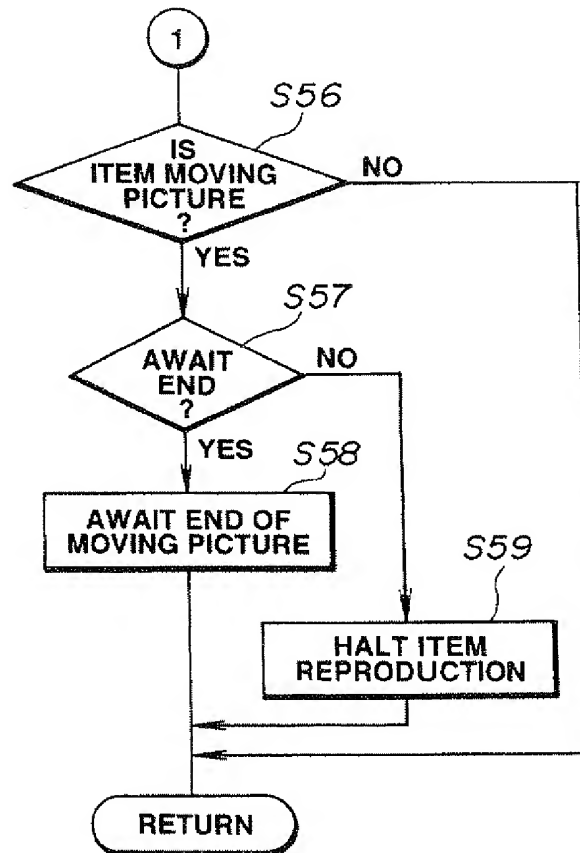 1
S56
IS
ITEM MOVING
PICTURE
?
NO
YES
S57
AWAIT
END
?
NO
YES
S58
AWAIT END OF
MOVING PICTURE
S59
HALT ITEM
REPRODUCTION
RETURN